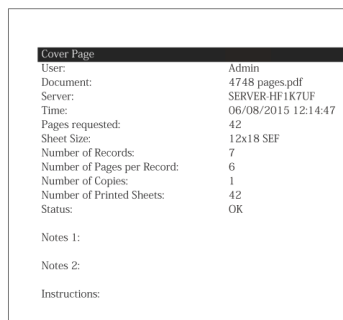 Cover Page
User: Admin
Document: 4748 pages.pdf
Server: SERVER-HF1K7UF
Time: 06/08/2015 12:14:47
Pages requested: 42
Sheet Size: 12x18 SEF
Number of Records: 7
Number of Pages per Record: 6
Number of Copies: 1
Number of Printed Sheets: 42
Status: OK
Notes 1:
Notes 2:
Instructions: